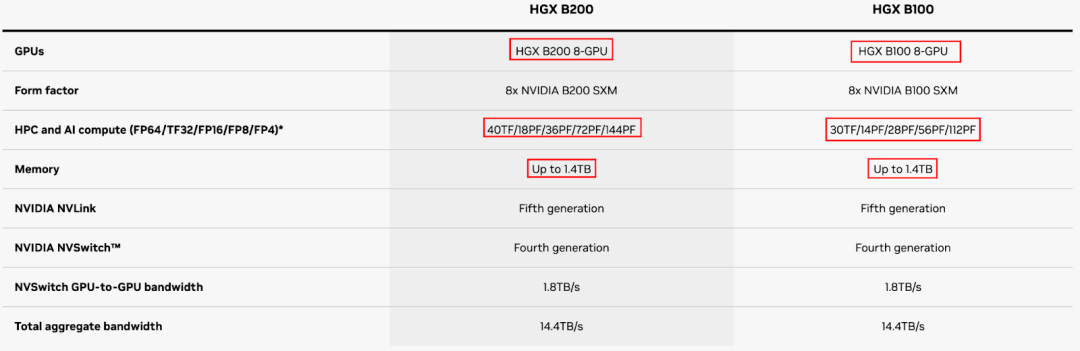 HGX B200 HGX B100
GPUs HGX B200 8-GPU HGX B100 8-GPU
Form factor 8x NVIDIA B200 SXM 8x NVIDIA B100 SXM
HPC and AI compute (FP64/TF32/FP16/FP8/FP4)* 40TF/18PF/36PF/72PF/144PF 30TF/14PF/28PF/56PF/112PF
Memory Up to 1.4TB Up to 1.4TB
NVIDIA NVLink Fifth generation Fifth generation
NVIDIA NVSwitch™ Fourth generation Fourth generation
NVSwitch GPU-to-GPU bandwidth 1.8TB/s 1.8TB/s
Total aggregate bandwidth 14.4TB/s 14.4TB/s